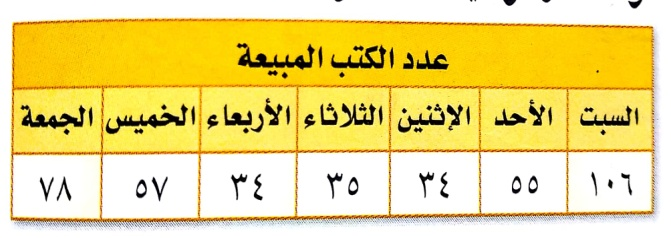 عدد الكتب المبيعة
السبت الأحد الإثنين الثلاثاء الأربعاء الخميس الجمعة
١٠٦ ٥٥ ٣٤ ٣٥ ٣٤ ٥٧ ٧٨